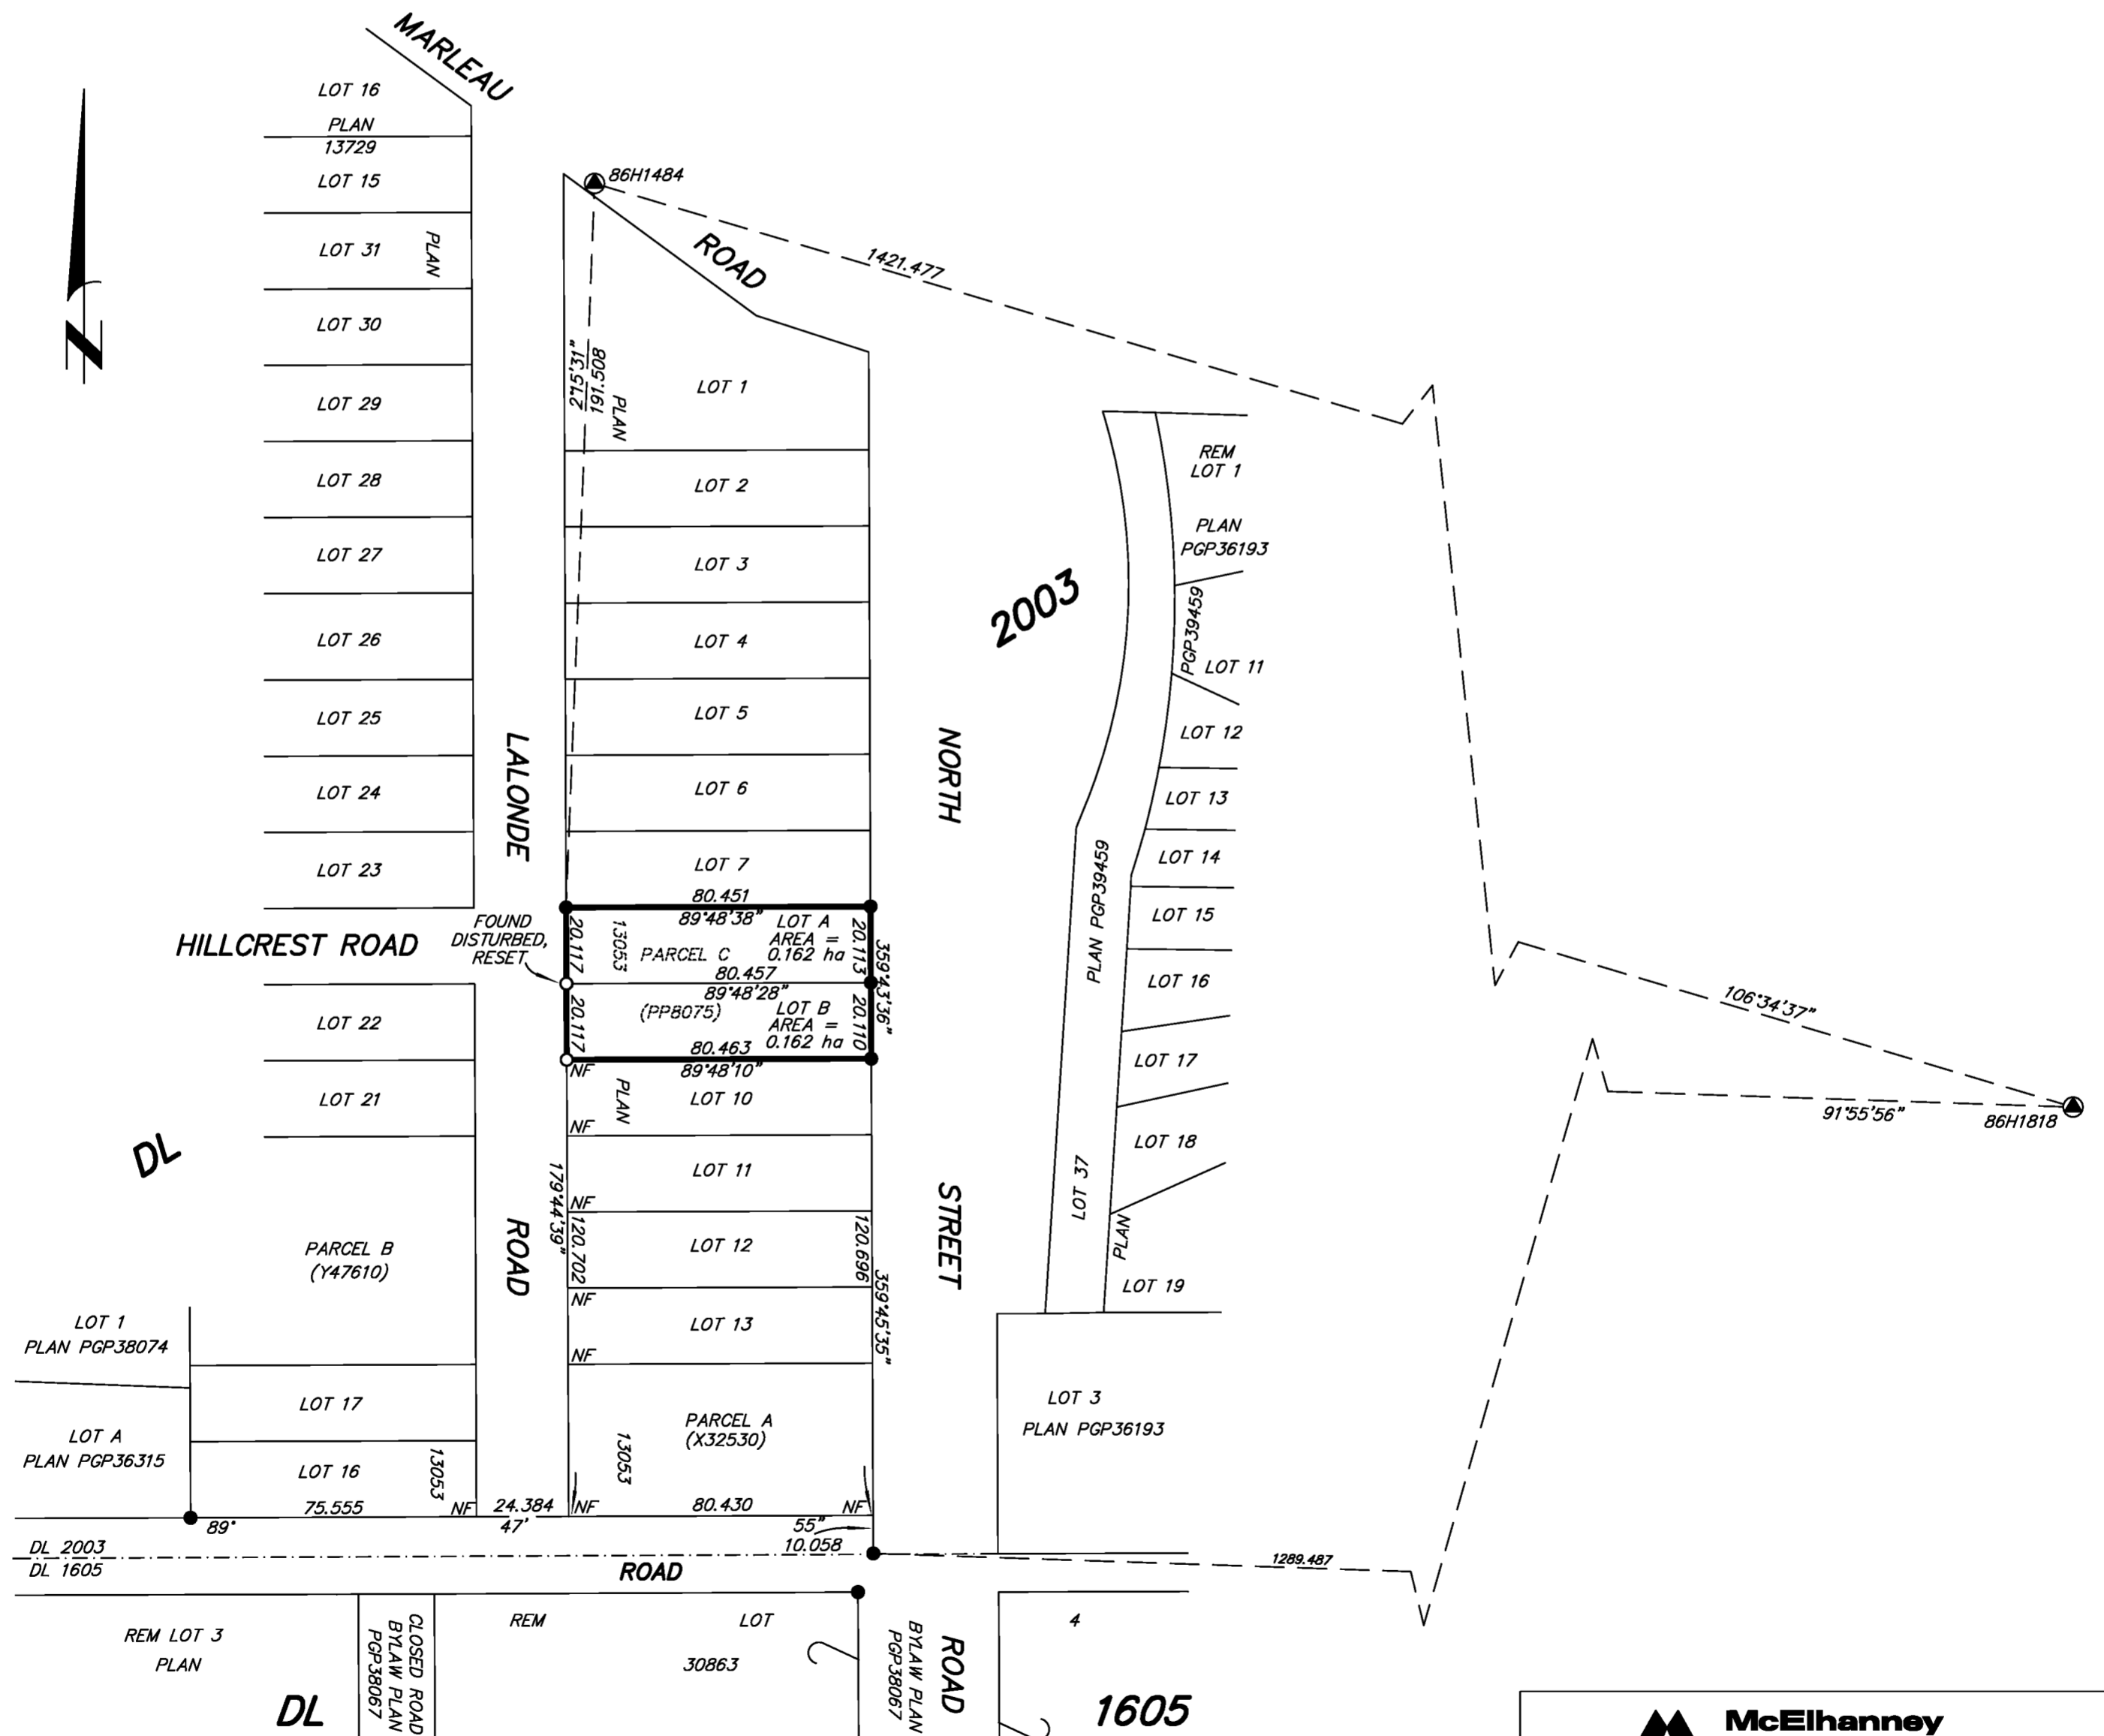 MARLEAU
LOT 16
PLAN
13729
LOT 15
LOT 31
PLAN
LOT 30
LOT 29
LOT 28
LOT 27
LOT 26
LOT 25
LOT 24
LOT 23
N
86H1484
ROAD
1421.477
2°15'31"
191.508
PLAN
LOT 1
LOT 2
LOT 3
LOT 4
LOT 5
LOT 6
LOT 7
LALONDE
NORTH
2003
REM
LOT 1
PLAN
PGP36193
PGP39459
LOT 11
LOT 12
LOT 13
LOT 14
LOT 15
LOT 16
LOT 17
LOT 18
LOT 19
PLAN PGP39459
LOT 37
PLAN
HILLCREST ROAD
FOUND
DISTURBED,
RESET
80.451
89°48'38"
20.117
13053
LOT A
AREA =
0.162 ha
PARCEL C
20.113
359°43'36"
80.457
89°48'28"
(PP8075)
20.117
LOT B
AREA =
0.162 ha
20.110
80.463
89°48'10"
NF
PLAN
LOT 10
NF
LOT 11
NF
LOT 12
NF
LOT 13
NF
179°44'39"
120.702
120.696
359°45'35"
STREET
106°34'37"
91°55'56"
86H1818
LOT 22
LOT 21
DL
PARCEL B
(Y47610)
ROAD
LOT 1
PLAN PGP38074
LOT 17
LOT A
PLAN PGP36315
LOT 16
13053
PARCEL A
(X32530)
13053
LOT 3
PLAN PGP36193
75.555
NF
24.384
NF
80.430
NF
89°
47'
55"
10.058
DL 2003
DL 1605
ROAD
1289.487
REM LOT 3
PLAN
CLOSED ROAD
BYLAW PLAN
PGP38067
REM
LOT
4
30863
BYLAW PLAN
PGP38067
ROAD
DL
1605
McElhanney